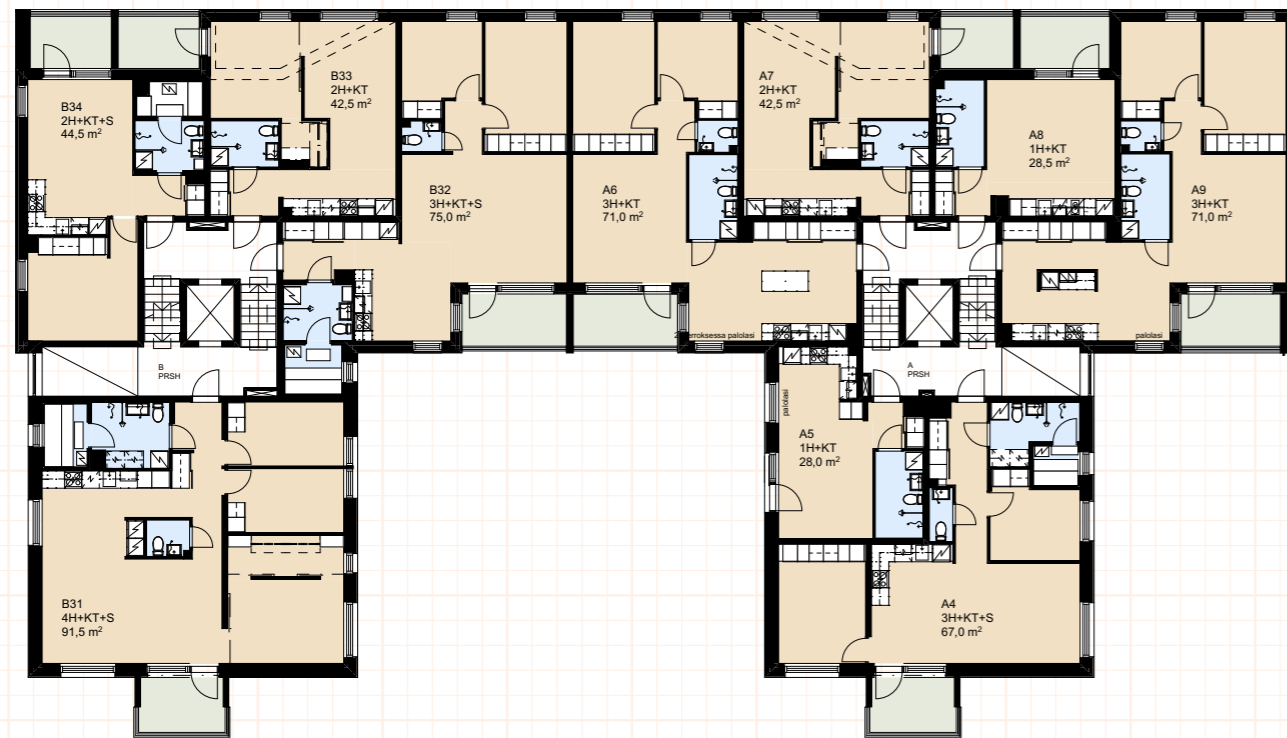 B34
2H+KT+S
44,5 m²
B33
2H+KT
42,5 m²
B32
3H+KT+S
75,0 m²
A6
3H+KT
71,0 m²
A7
2H+KT
42,5 m²
A8
1H+KT
28,5 m²
A9
3H+KT
71,0 m²
palolasi
palolasi
B
PRSH
A
PRSH
palolasi
A5
1H+KT
28,0 m²
B31
4H+KT+S
91,5 m²
A4
3H+KT+S
67,0 m²